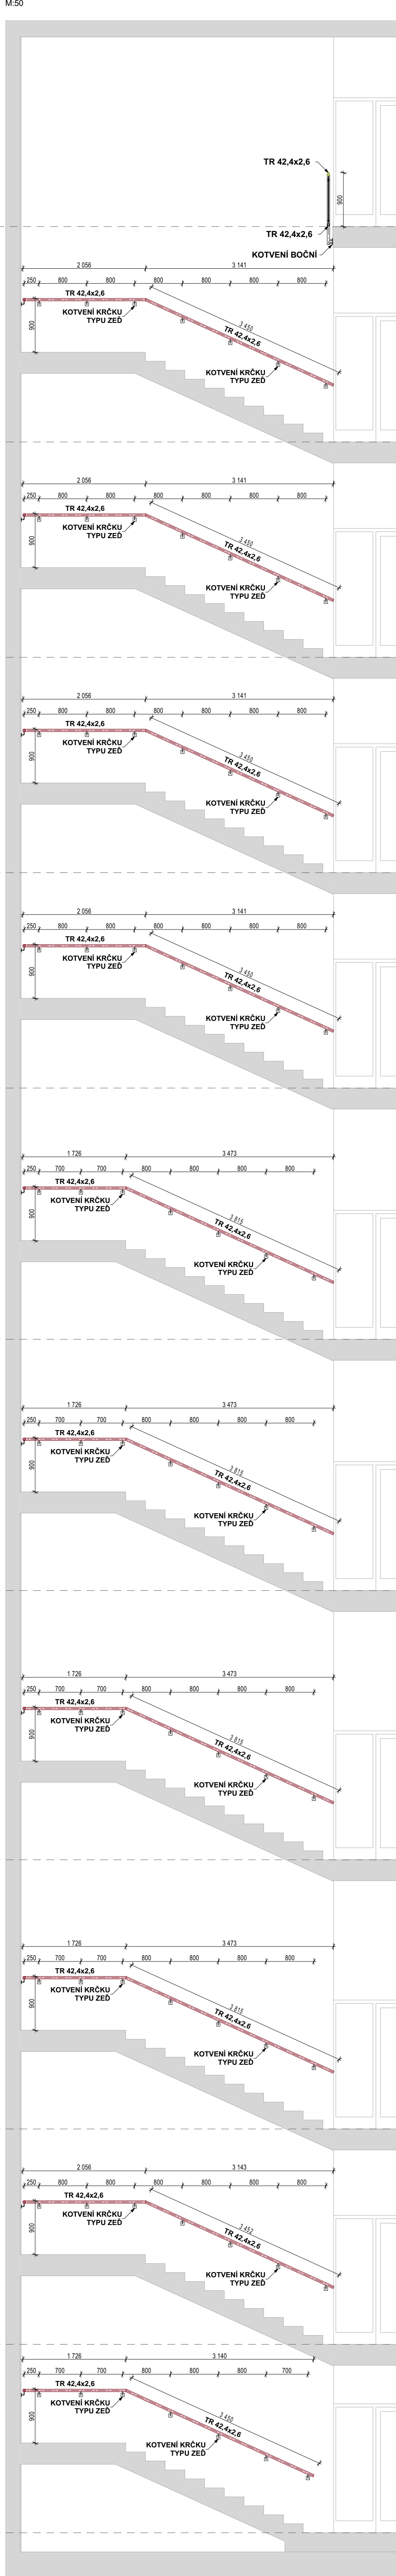 M:50
TR 42,4x2,6
900
TR 42,4x2,6
KOTVENÍ BOČNÍ
2 056 3 141
250 800 800 800 800 800 800
TR 42,4x2,6
900
KOTVENÍ KRČKU
TYPU ZEĎ
3 450
TR 42,4x2,6
KOTVENÍ KRČKU
TYPU ZEĎ
2 056 3 141
250 800 800 800 800 800 800
TR 42,4x2,6
900
KOTVENÍ KRČKU
TYPU ZEĎ
3 450
TR 42,4x2,6
KOTVENÍ KRČKU
TYPU ZEĎ
2 056 3 141
250 800 800 800 800 800 800
TR 42,4x2,6
900
KOTVENÍ KRČKU
TYPU ZEĎ
3 450
TR 42,4x2,6
KOTVENÍ KRČKU
TYPU ZEĎ
2 056 3 141
250 800 800 800 800 800 800
TR 42,4x2,6
900
KOTVENÍ KRČKU
TYPU ZEĎ
3 450
TR 42,4x2,6
KOTVENÍ KRČKU
TYPU ZEĎ
1 726 3 473
250 700 700 800 800 800 800
TR 42,4x2,6
900
KOTVENÍ KRČKU
TYPU ZEĎ
3 815
TR 42,4x2,6
KOTVENÍ KRČKU
TYPU ZEĎ
1 726 3 473
250 700 700 800 800 800 800
TR 42,4x2,6
900
KOTVENÍ KRČKU
TYPU ZEĎ
3 815
TR 42,4x2,6
KOTVENÍ KRČKU
TYPU ZEĎ
1 726 3 473
250 700 700 800 800 800 800
TR 42,4x2,6
900
KOTVENÍ KRČKU
TYPU ZEĎ
3 815
TR 42,4x2,6
KOTVENÍ KRČKU
TYPU ZEĎ
1 726 3 473
250 700 700 800 800 800 800
TR 42,4x2,6
900
KOTVENÍ KRČKU
TYPU ZEĎ
3 815
TR 42,4x2,6
KOTVENÍ KRČKU
TYPU ZEĎ
2 056 3 143
250 800 800 800 800 800 800
TR 42,4x2,6
900
KOTVENÍ KRČKU
TYPU ZEĎ
3 452
TR 42,4x2,6
KOTVENÍ KRČKU
TYPU ZEĎ
1 726 3 140
250 700 700 800 800 800 700
TR 42,4x2,6
900
KOTVENÍ KRČKU
TYPU ZEĎ
3 450
TR 42,4x2,6
KOTVENÍ KRČKU
TYPU ZEĎ